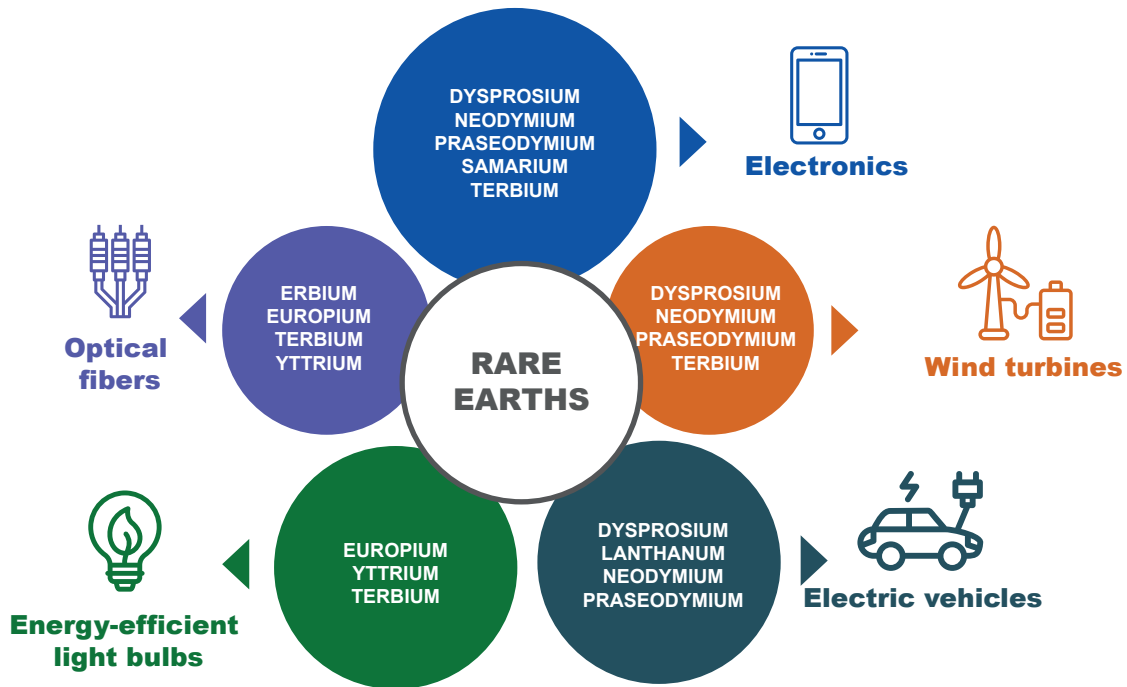 DYSPROSIUM
NEODYMIUM
PRASEODYMIUM
SAMARIUM
TERBIUM
Electronics
ERBIUM
EUROPIUM
TERBIUM
YTTRIUM
Optical
fibers
DYSPROSIUM
NEODYMIUM
PRASEODYMIUM
TERBIUM
Wind turbines
RARE
EARTHS
EUROPIUM
YTTRIUM
TERBIUM
Energy-efficient
light bulbs
DYSPROSIUM
LANTHANUM
NEODYMIUM
PRASEODYMIUM
Electric vehicles